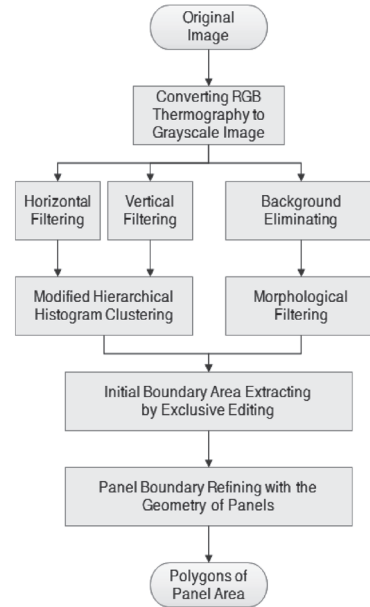 Original
Image
Converting RGB
Thermography to
Grayscale Image
Horizontal
Filtering
Vertical
Filtering
Background
Eliminating
Modified Hierarchical
Histogram Clustering
Morphological
Filtering
Initial Boundary Area Extracting
by Exclusive Editing
Panel Boundary Refining with the
Geometry of Panels
Polygons of
Panel Area